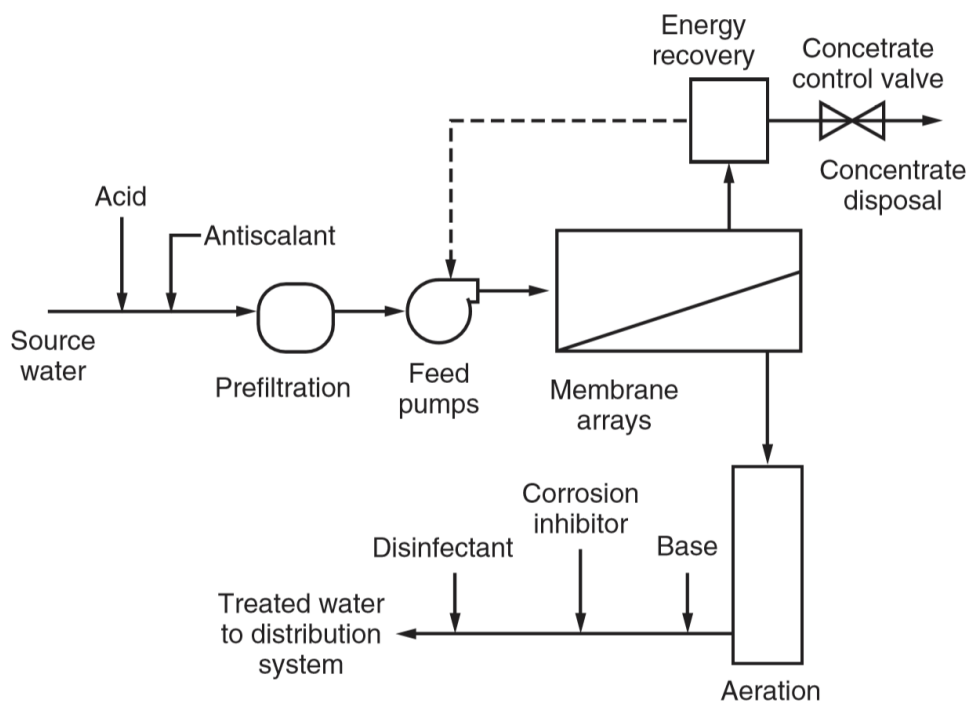 Energy
recovery
Concetrate
control valve
Concentrate
disposal
Acid
Antiscalant
Source
water
Prefiltration
Feed
pumps
Membrane
arrays
Corrosion
inhibitor
Disinfectant
Base
Treated water
to distribution
system
Aeration